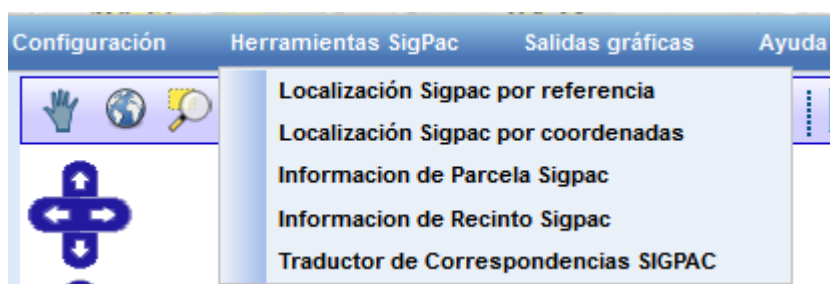 Configuración Herramientas SigPac Salidas gráficas Ayuda
Localización Sigpac por referencia
Localización Sigpac por coordenadas
Informacion de Parcela Sigpac
Informacion de Recinto Sigpac
Traductor de Correspondencias SIGPAC